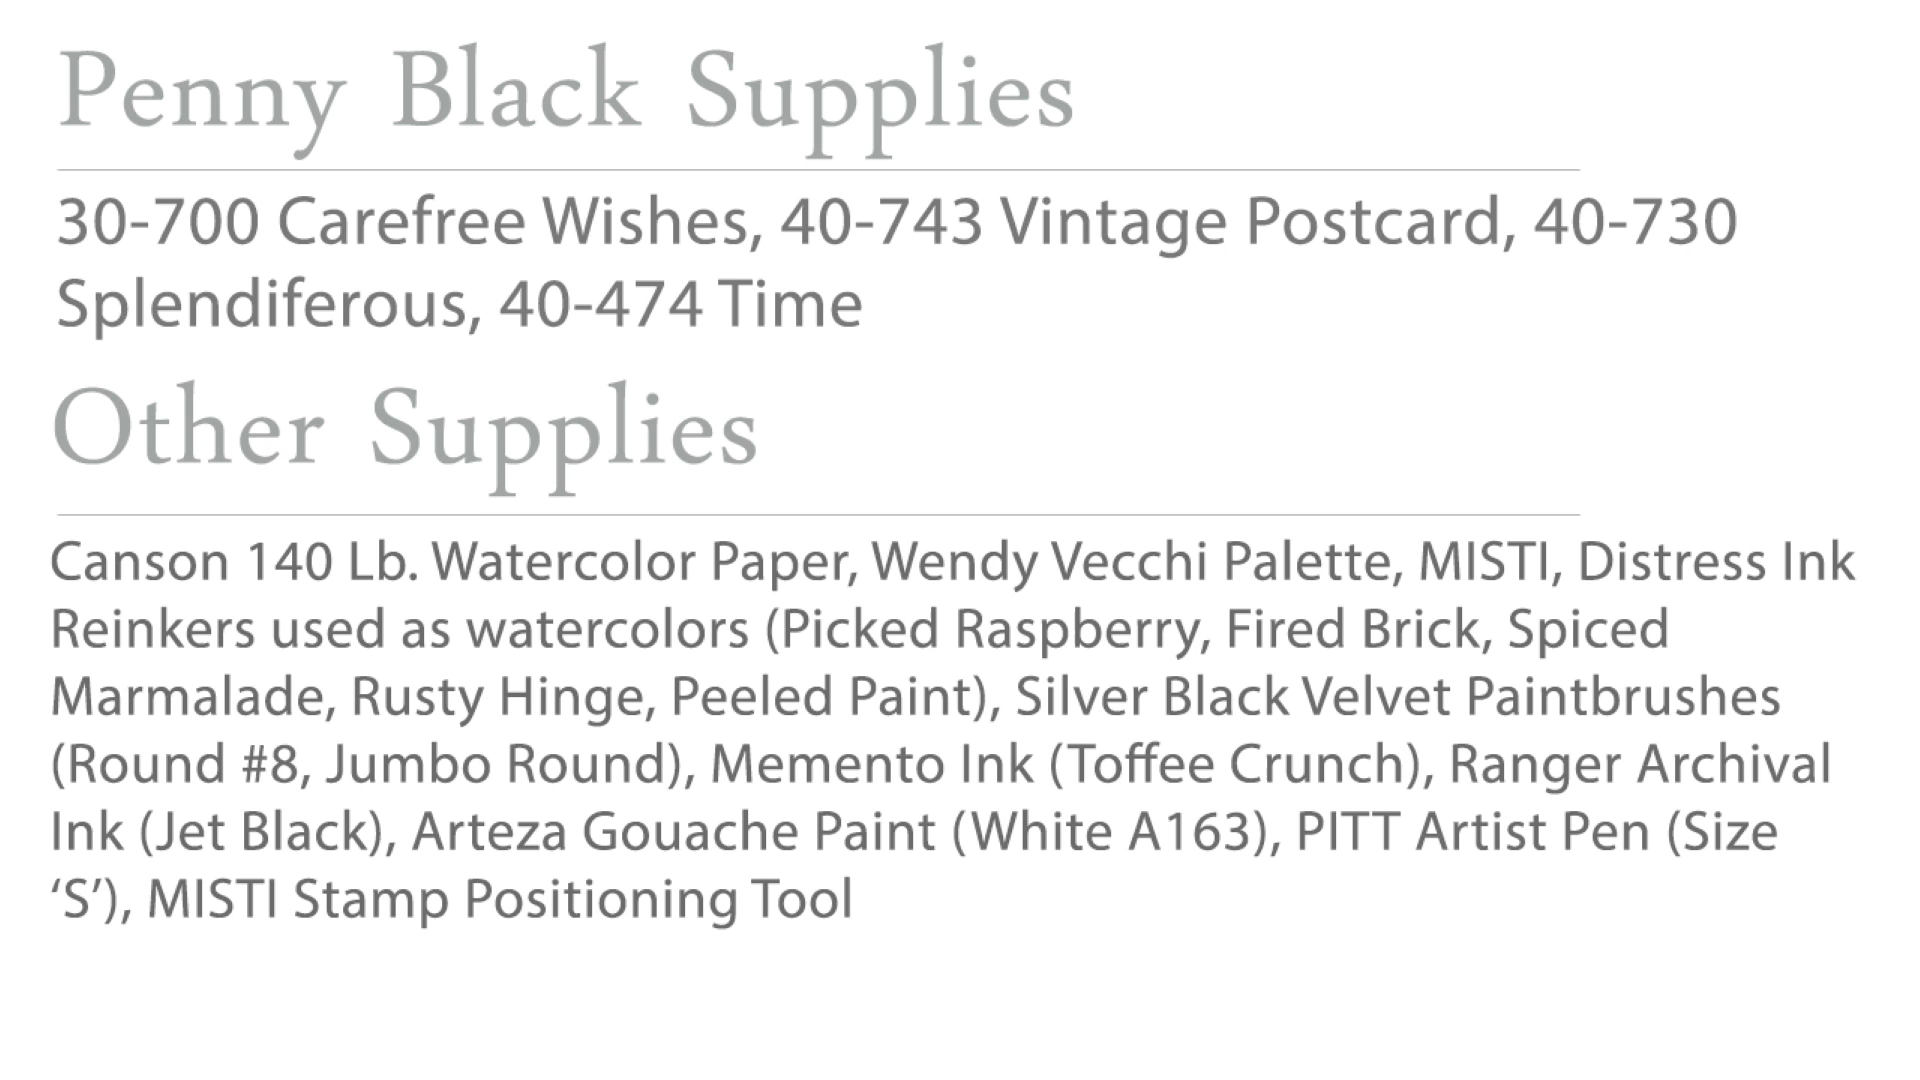 Penny Black Supplies
30-700 Carefree Wishes, 40-743 Vintage Postcard, 40-730
Splendiferous, 40-474 Time
Other Supplies
Canson 140 Lb. Watercolor Paper, Wendy Vecchi Palette, MISTI, Distress Ink
Reinkers used as watercolors (Picked Raspberry, Fired Brick, Spiced
Marmalade, Rusty Hinge, Peeled Paint), Silver Black Velvet Paintbrushes
(Round #8, Jumbo Round), Memento Ink (Toffee Crunch), Ranger Archival
Ink (Jet Black), Arteza Gouache Paint (White A163), PITT Artist Pen (Size
‘S’), MISTI Stamp Positioning Tool